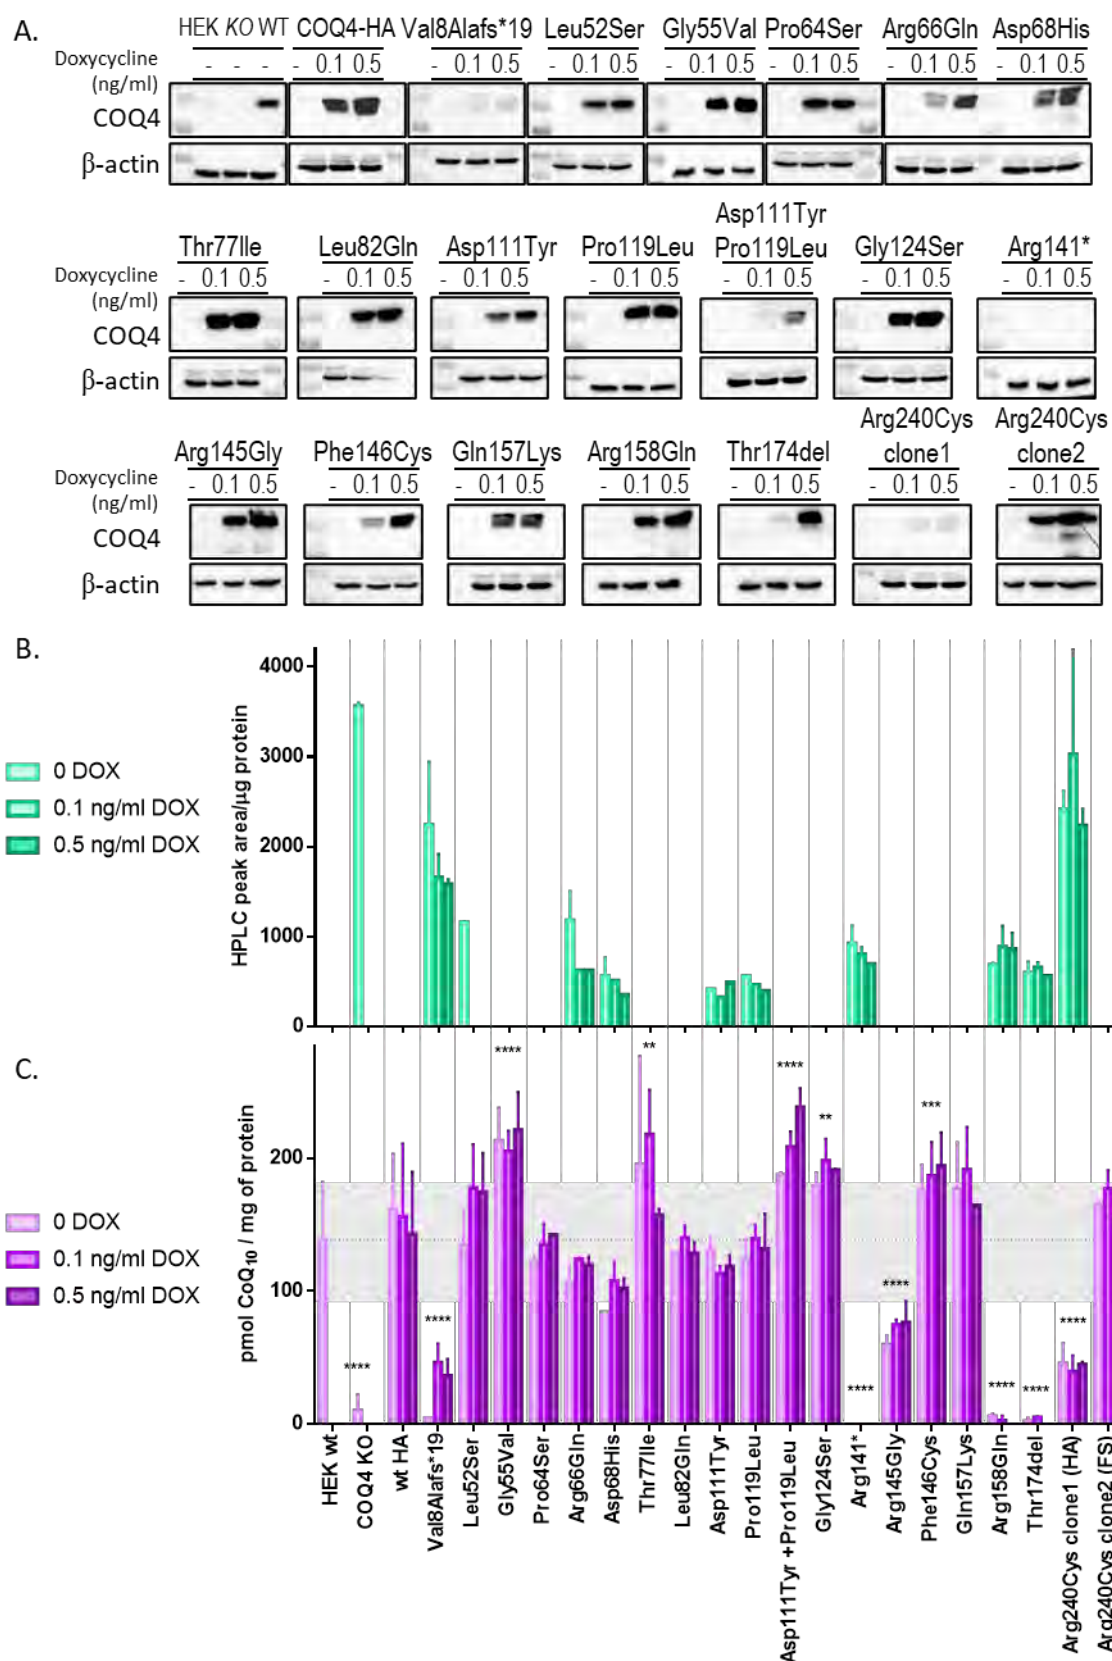 A.
HEK KO WT COQ4-HA Val8Alafs*19 Leu52Ser Gly55Val Pro64Ser Arg66Gln Asp68His
Doxycycline (ng/ml) - - - - 0.1 0.5 - 0.1 0.5 - 0.1 0.5 - 0.1 0.5 - 0.1 0.5 - 0.1 0.5 - 0.1 0.5
COQ4
β-actin
Thr77Ile Leu82Gln Asp111Tyr Pro119Leu Asp111Tyr Pro119Leu Gly124Ser Arg141*
Doxycycline (ng/ml) - 0.1 0.5 - 0.1 0.5 - 0.1 0.5 - 0.1 0.5 - 0.1 0.5 - 0.1 0.5 - 0.1 0.5
COQ4
β-actin
Arg145Gly Phe146Cys Gln157Lys Arg158Gln Thr174del Arg240Cys clone1 Arg240Cys clone2
Doxycycline (ng/ml) - 0.1 0.5 - 0.1 0.5 - 0.1 0.5 - 0.1 0.5 - 0.1 0.5 - 0.1 0.5 - 0.1 0.5
COQ4
β-actin
B.
0 DOX
0.1 ng/ml DOX
0.5 ng/ml DOX
HPLC peak area/μg protein
4000
3000
2000
1000
0
C.
0 DOX
0.1 ng/ml DOX
0.5 ng/ml DOX
pmol CoQ₁₀ / mg of protein
200
100
0
**** **** **** ** **** ** **** **** *** **** **** ****
HEK wt
COQ4 KO
wt HA
Val8Alafs*19
Leu52Ser
Gly55Val
Pro64Ser
Arg66Gln
Asp68His
Thr77Ile
Leu82Gln
Asp111Tyr
Pro119Leu
Asp111Tyr +Pro119Leu
Gly124Ser
Arg141*
Arg145Gly
Phe146Cys
Gln157Lys
Arg158Gln
Thr174del
Arg240Cys clone1 (HA)
Arg240Cys clone2 (FS)